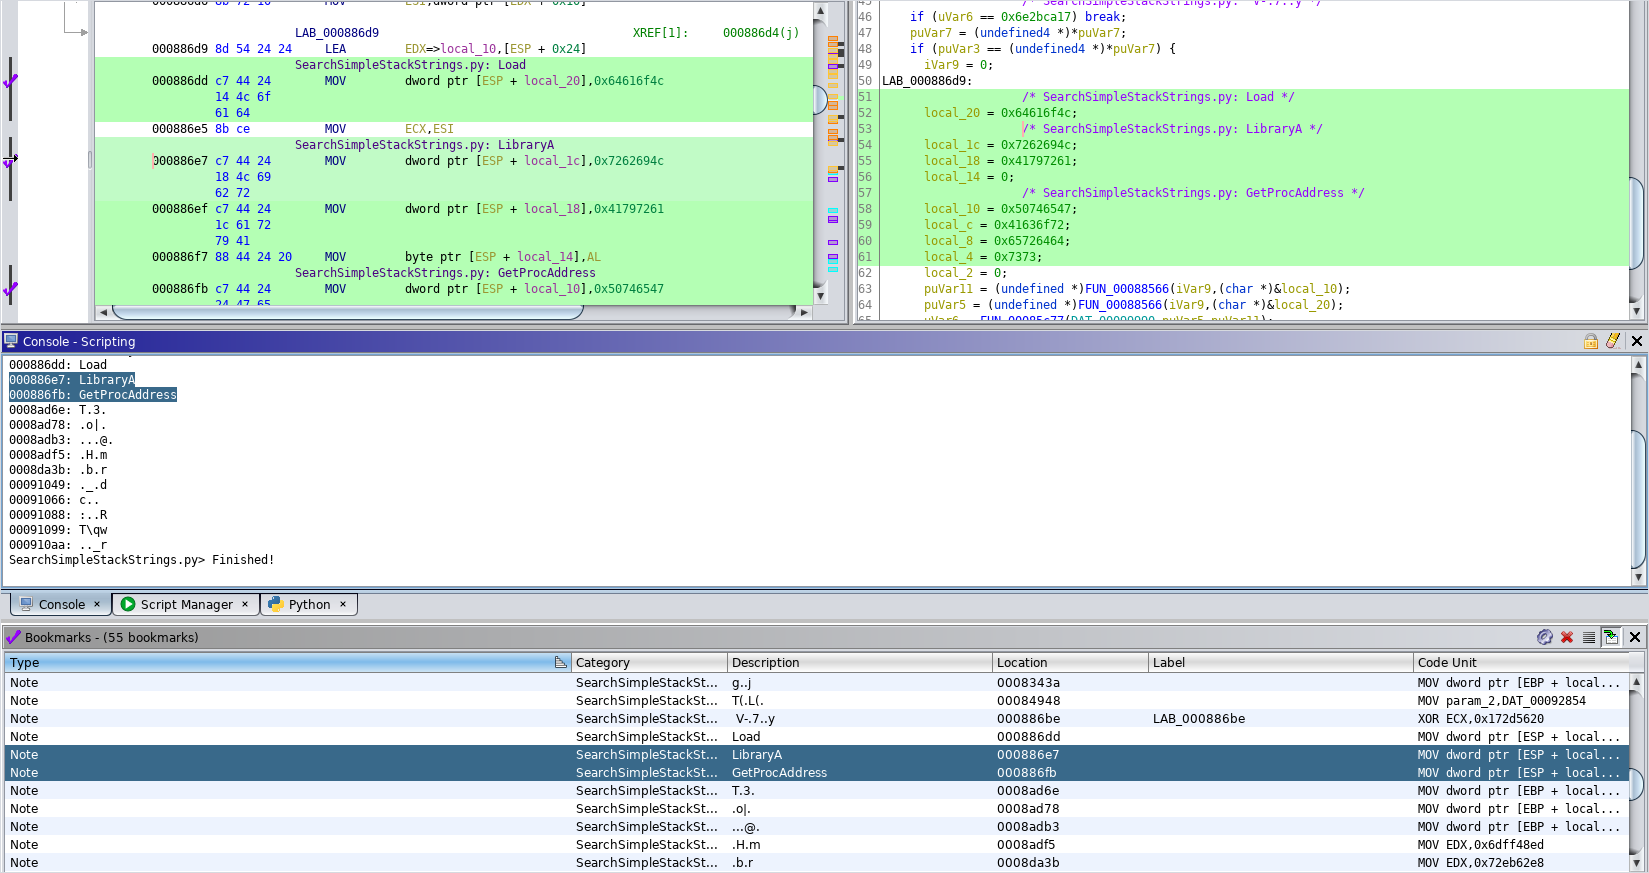 LAB_000886d9 XREF[1]: 000886d4(j)
000886d9 8d 54 24 24 LEA EDX=>local_10,[ESP + 0x24]
SearchSimpleStackStrings.py: Load
000886dd c7 44 24 MOV dword ptr [ESP + local_20],0x64616f4c
14 4c 6f
61 64
000886e5 8b ce MOV ECX,ESI
SearchSimpleStackStrings.py: LibraryA
000886e7 c7 44 24 MOV dword ptr [ESP + local_1c],0x7262694c
18 4c 69
62 72
000886ef c7 44 24 MOV dword ptr [ESP + local_18],0x41797261
1c 61 72
79 41
000886f7 88 44 24 20 MOV byte ptr [ESP + local_14],AL
SearchSimpleStackStrings.py: GetProcAddress
000886fb c7 44 24 MOV dword ptr [ESP + local_10],0x50746547
24 47 65
46 if (uVar6 == 0x6e2bca17) break;
47 puVar7 = (undefined4 *)*puVar7;
48 if (puVar3 == (undefined4 *)*puVar7) {
49 iVar9 = 0;
50 LAB_000886d9:
51 /* SearchSimpleStackStrings.py: Load */
52 local_20 = 0x64616f4c;
53 /* SearchSimpleStackStrings.py: LibraryA */
54 local_1c = 0x7262694c;
55 local_18 = 0x41797261;
56 local_14 = 0;
57 /* SearchSimpleStackStrings.py: GetProcAddress */
58 local_10 = 0x50746547;
59 local_c = 0x41636f72;
60 local_8 = 0x65726464;
61 local_4 = 0x7373;
62 local_2 = 0;
63 puVar11 = (undefined *)FUN_00088566(iVar9,(char *)&local_10);
64 puVar5 = (undefined *)FUN_00088566(iVar9,(char *)&local_20);
Console - Scripting
000886dd: Load
000886e7: LibraryA
000886fb: GetProcAddress
0008ad6e: T.3.
0008ad78: .o|.
0008adb3: ...@.
0008adf5: .H.m
0008da3b: .b.r
00091049: ._.d
00091066: c..
00091088: :..R
00091099: T\qw
000910aa: .._r
SearchSimpleStackStrings.py> Finished!
Console × Script Manager × Python ×
Bookmarks - (55 bookmarks)
Type Category Description Location Label Code Unit
Note SearchSimpleStackSt... g..j 0008343a MOV dword ptr [EBP + local...
Note SearchSimpleStackSt... T(.L(. 00084948 MOV param_2,DAT_00092854
Note SearchSimpleStackSt... V-.7..y 000886be LAB_000886be XOR ECX,0x172d5620
Note SearchSimpleStackSt... Load 000886dd MOV dword ptr [ESP + local...
Note SearchSimpleStackSt... LibraryA 000886e7 MOV dword ptr [ESP + local...
Note SearchSimpleStackSt... GetProcAddress 000886fb MOV dword ptr [ESP + local...
Note SearchSimpleStackSt... T.3. 0008ad6e MOV dword ptr [EBP + local...
Note SearchSimpleStackSt... .o|. 0008ad78 MOV dword ptr [EBP + local...
Note SearchSimpleStackSt... ...@. 0008adb3 MOV dword ptr [EBP + local...
Note SearchSimpleStackSt... .H.m 0008adf5 MOV EDX,0x6dff48ed
Note SearchSimpleStackSt... .b.r 0008da3b MOV EDX,0x72eb62e8